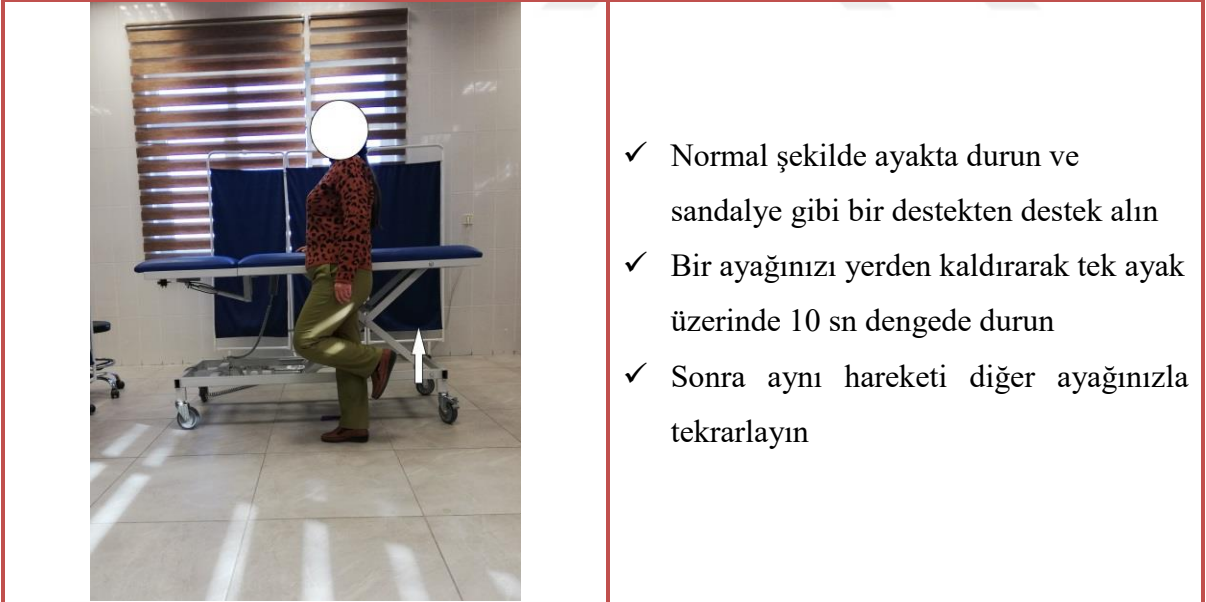 ✓ Normal şekilde ayakta durun ve
sandalye gibi bir destekten destek alın
✓ Bir ayağınızı yerden kaldırarak tek ayak
üzerinde 10 sn dengede durun
✓ Sonra aynı hareketi diğer ayağınızla
tekrarlayın